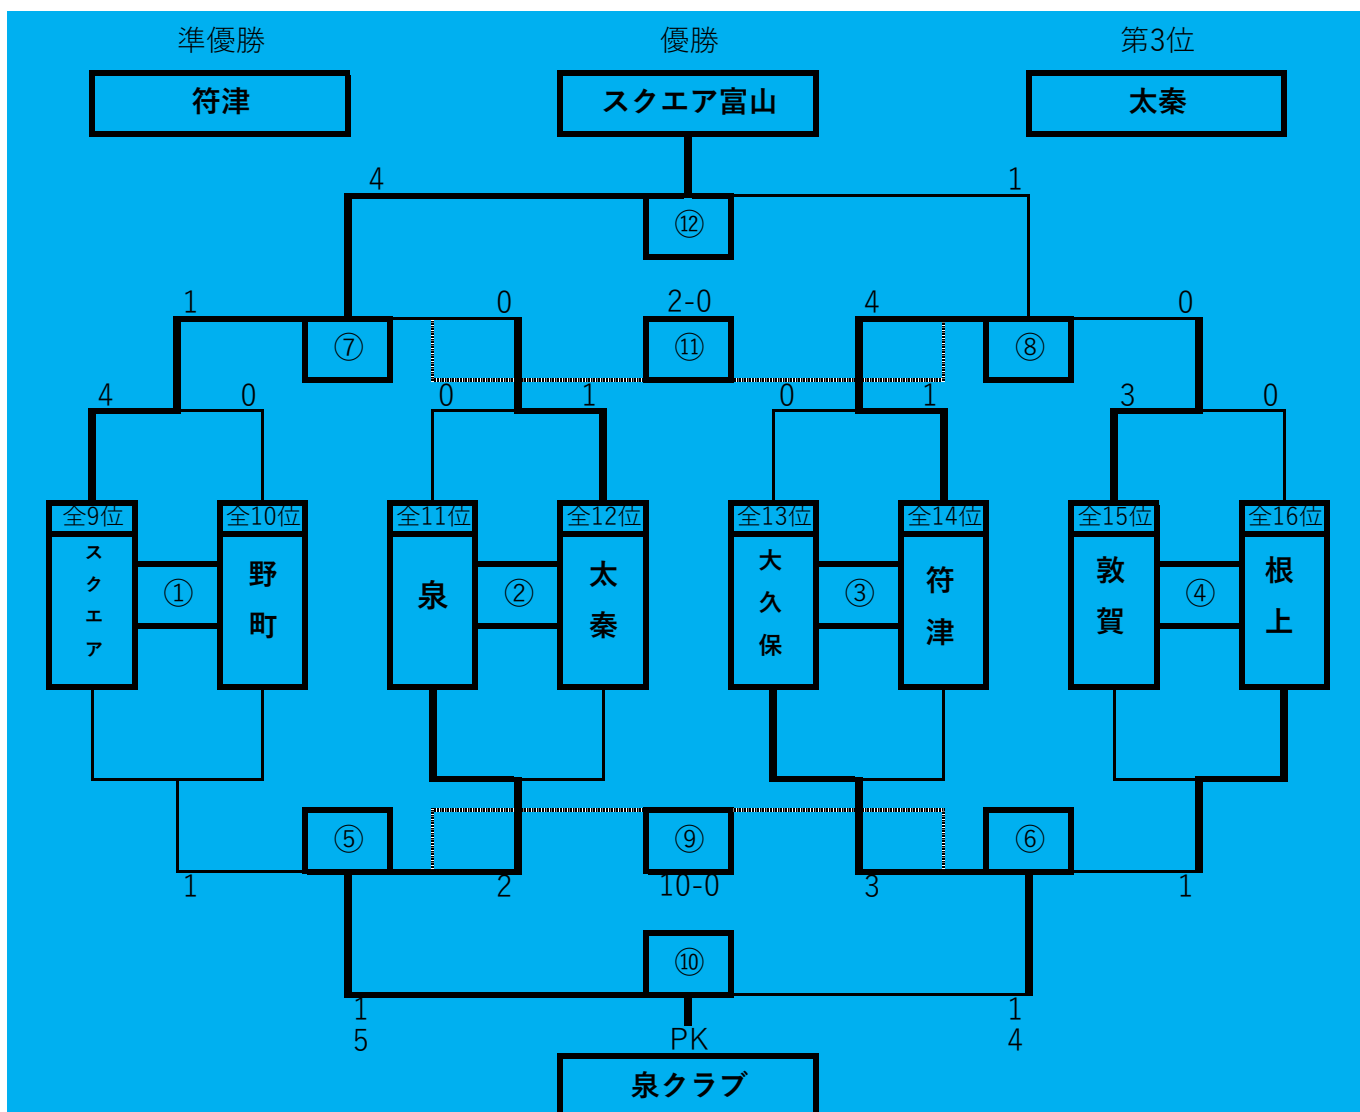 準優勝 優勝 第3位
符津 スクエア富山 太秦
4 1
⑫
1 0 2-0 4 0
⑦ ⑪ ⑧
4 0 0 1 0 1 3 0
全9位 全10位 全11位 全12位 全13位 全14位 全15位 全16位
スクエア ① 野町 泉 ② 太秦 大久保 ③ 符津 敦賀 ④ 根上
⑤ ⑨ ⑥
1 2 10-0 3 1
⑩
1 1
5 PK 4
泉クラブ